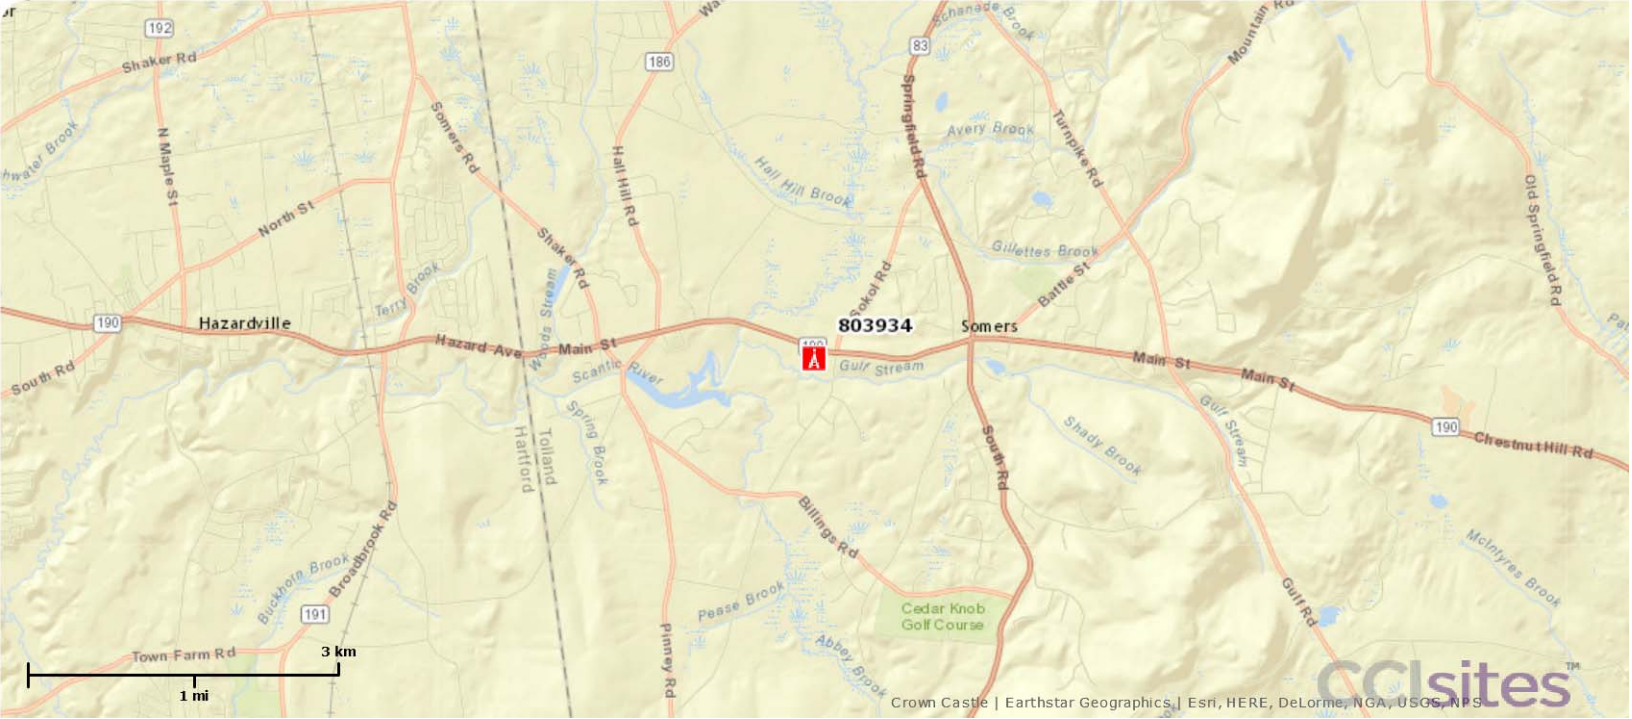 192
Shaker Rd
N Maple St
hwater Brook
Somers Rd
186
Hall Hill Rd
Hall Hill Brook
83
Springfield Rd
Schanade Brook
Avery Brook
Turnpike Rd
Mountain Rd
Old Springfield Rd
North St
Terry Brook
Shaker Rd
Woods Stream
Sokol Rd
Gillettes Brook
Battle St
190
Hazardville
South Rd
Hazard Ave
Main St
Scantic River
803934
Somers
Gulf Stream
Main St
Main St
190
Chestnut Hill Rd
Gulf Stream
Shady Brook
South Rd
Spring Brook
Hartford
Tolland
Billings Rd
McIntyres Brook
Broadbrook Rd
Buckhorn Brook
191
Pease Brook
Cedar Knob
Golf Course
Gulf Rd
Town Farm Rd
Pinney Rd
Abbey Brook
3 km
1 mi
CCIsites™
Crown Castle | Earthstar Geographics | Esri, HERE, DeLorme, NGA, USGS, NPS